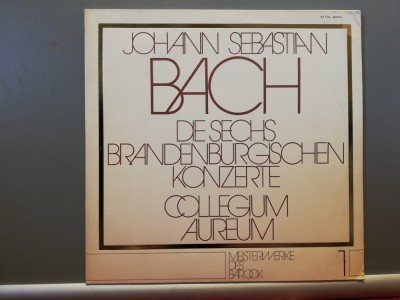 JOHANN SEBASTIAN
BACH
DIE SECHS
BRANDENBURGISCHEN
KONZERTE
COLLEGIUM
AUREUM
MEISTERWERKE
DES
BAROCK
1